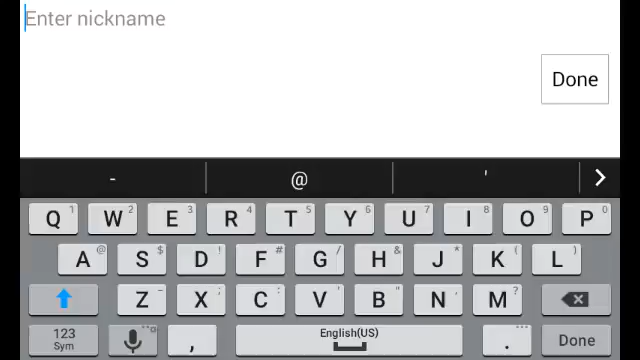 Enter nickname
Done
- @ '
Q 1 W 2 E 3 R 4 T 5 Y 6 U 7 I 8 O 9 P 0
A @ S $ D ! F # G / H & J * K ( L )
Z - X ; C : V ' B " N , M ?
123 Sym , English(US) . ... Done